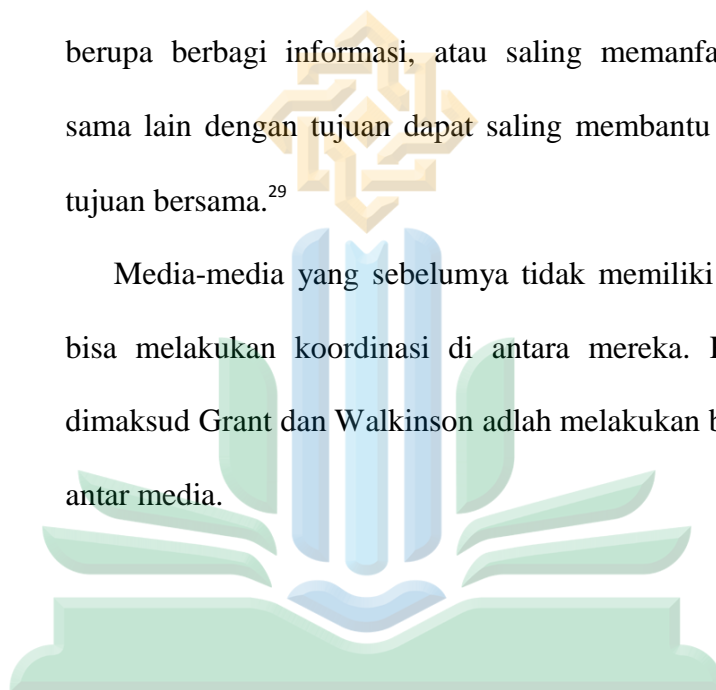 berupa berbagi informasi, atau saling memanfa
sama lain dengan tujuan dapat saling membantu
tujuan bersama.²⁹
Media-media yang sebelumya tidak memiliki
bisa melakukan koordinasi di antara mereka.
dimaksud Grant dan Walkinson adlah melakukan
antar media.